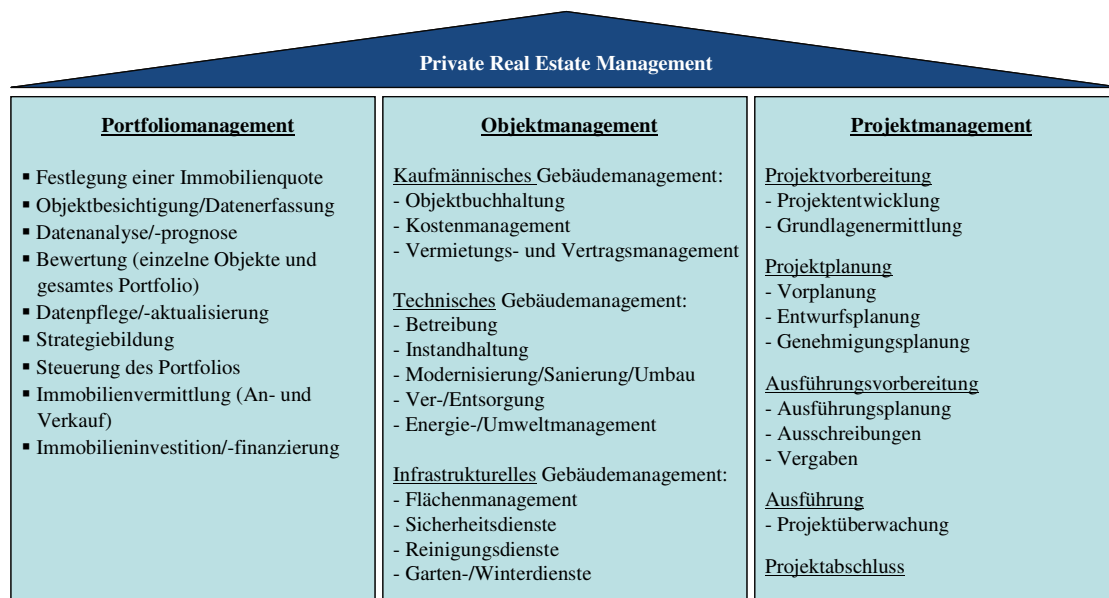 Private Real Estate Management
Portfoliomanagement
▪ Festlegung einer Immobilienquote
▪ Objektbesichtigung/Datenerfassung
▪ Datenanalyse/-prognose
▪ Bewertung (einzelne Objekte und
gesamtes Portfolio)
▪ Datenpflege/-aktualisierung
▪ Strategiebildung
▪ Steuerung des Portfolios
▪ Immobilienvermittlung (An- und
Verkauf)
▪ Immobilieninvestition/-finanzierung
Objektmanagement
Kaufmännisches Gebäudemanagement:
- Objektbuchhaltung
- Kostenmanagement
- Vermietungs- und Vertragsmanagement
Technisches Gebäudemanagement:
- Betreibung
- Instandhaltung
- Modernisierung/Sanierung/Umbau
- Ver-/Entsorgung
- Energie-/Umweltmanagement
Infrastrukturelles Gebäudemanagement:
- Flächenmanagement
- Sicherheitsdienste
- Reinigungsdienste
- Garten-/Winterdienste
Projektmanagement
Projektvorbereitung
- Projektentwicklung
- Grundlagenermittlung
Projektplanung
- Vorplanung
- Entwurfsplanung
- Genehmigungsplanung
Ausführungsvorbereitung
- Ausführungsplanung
- Ausschreibungen
- Vergaben
Ausführung
- Projektüberwachung
Projektabschluss